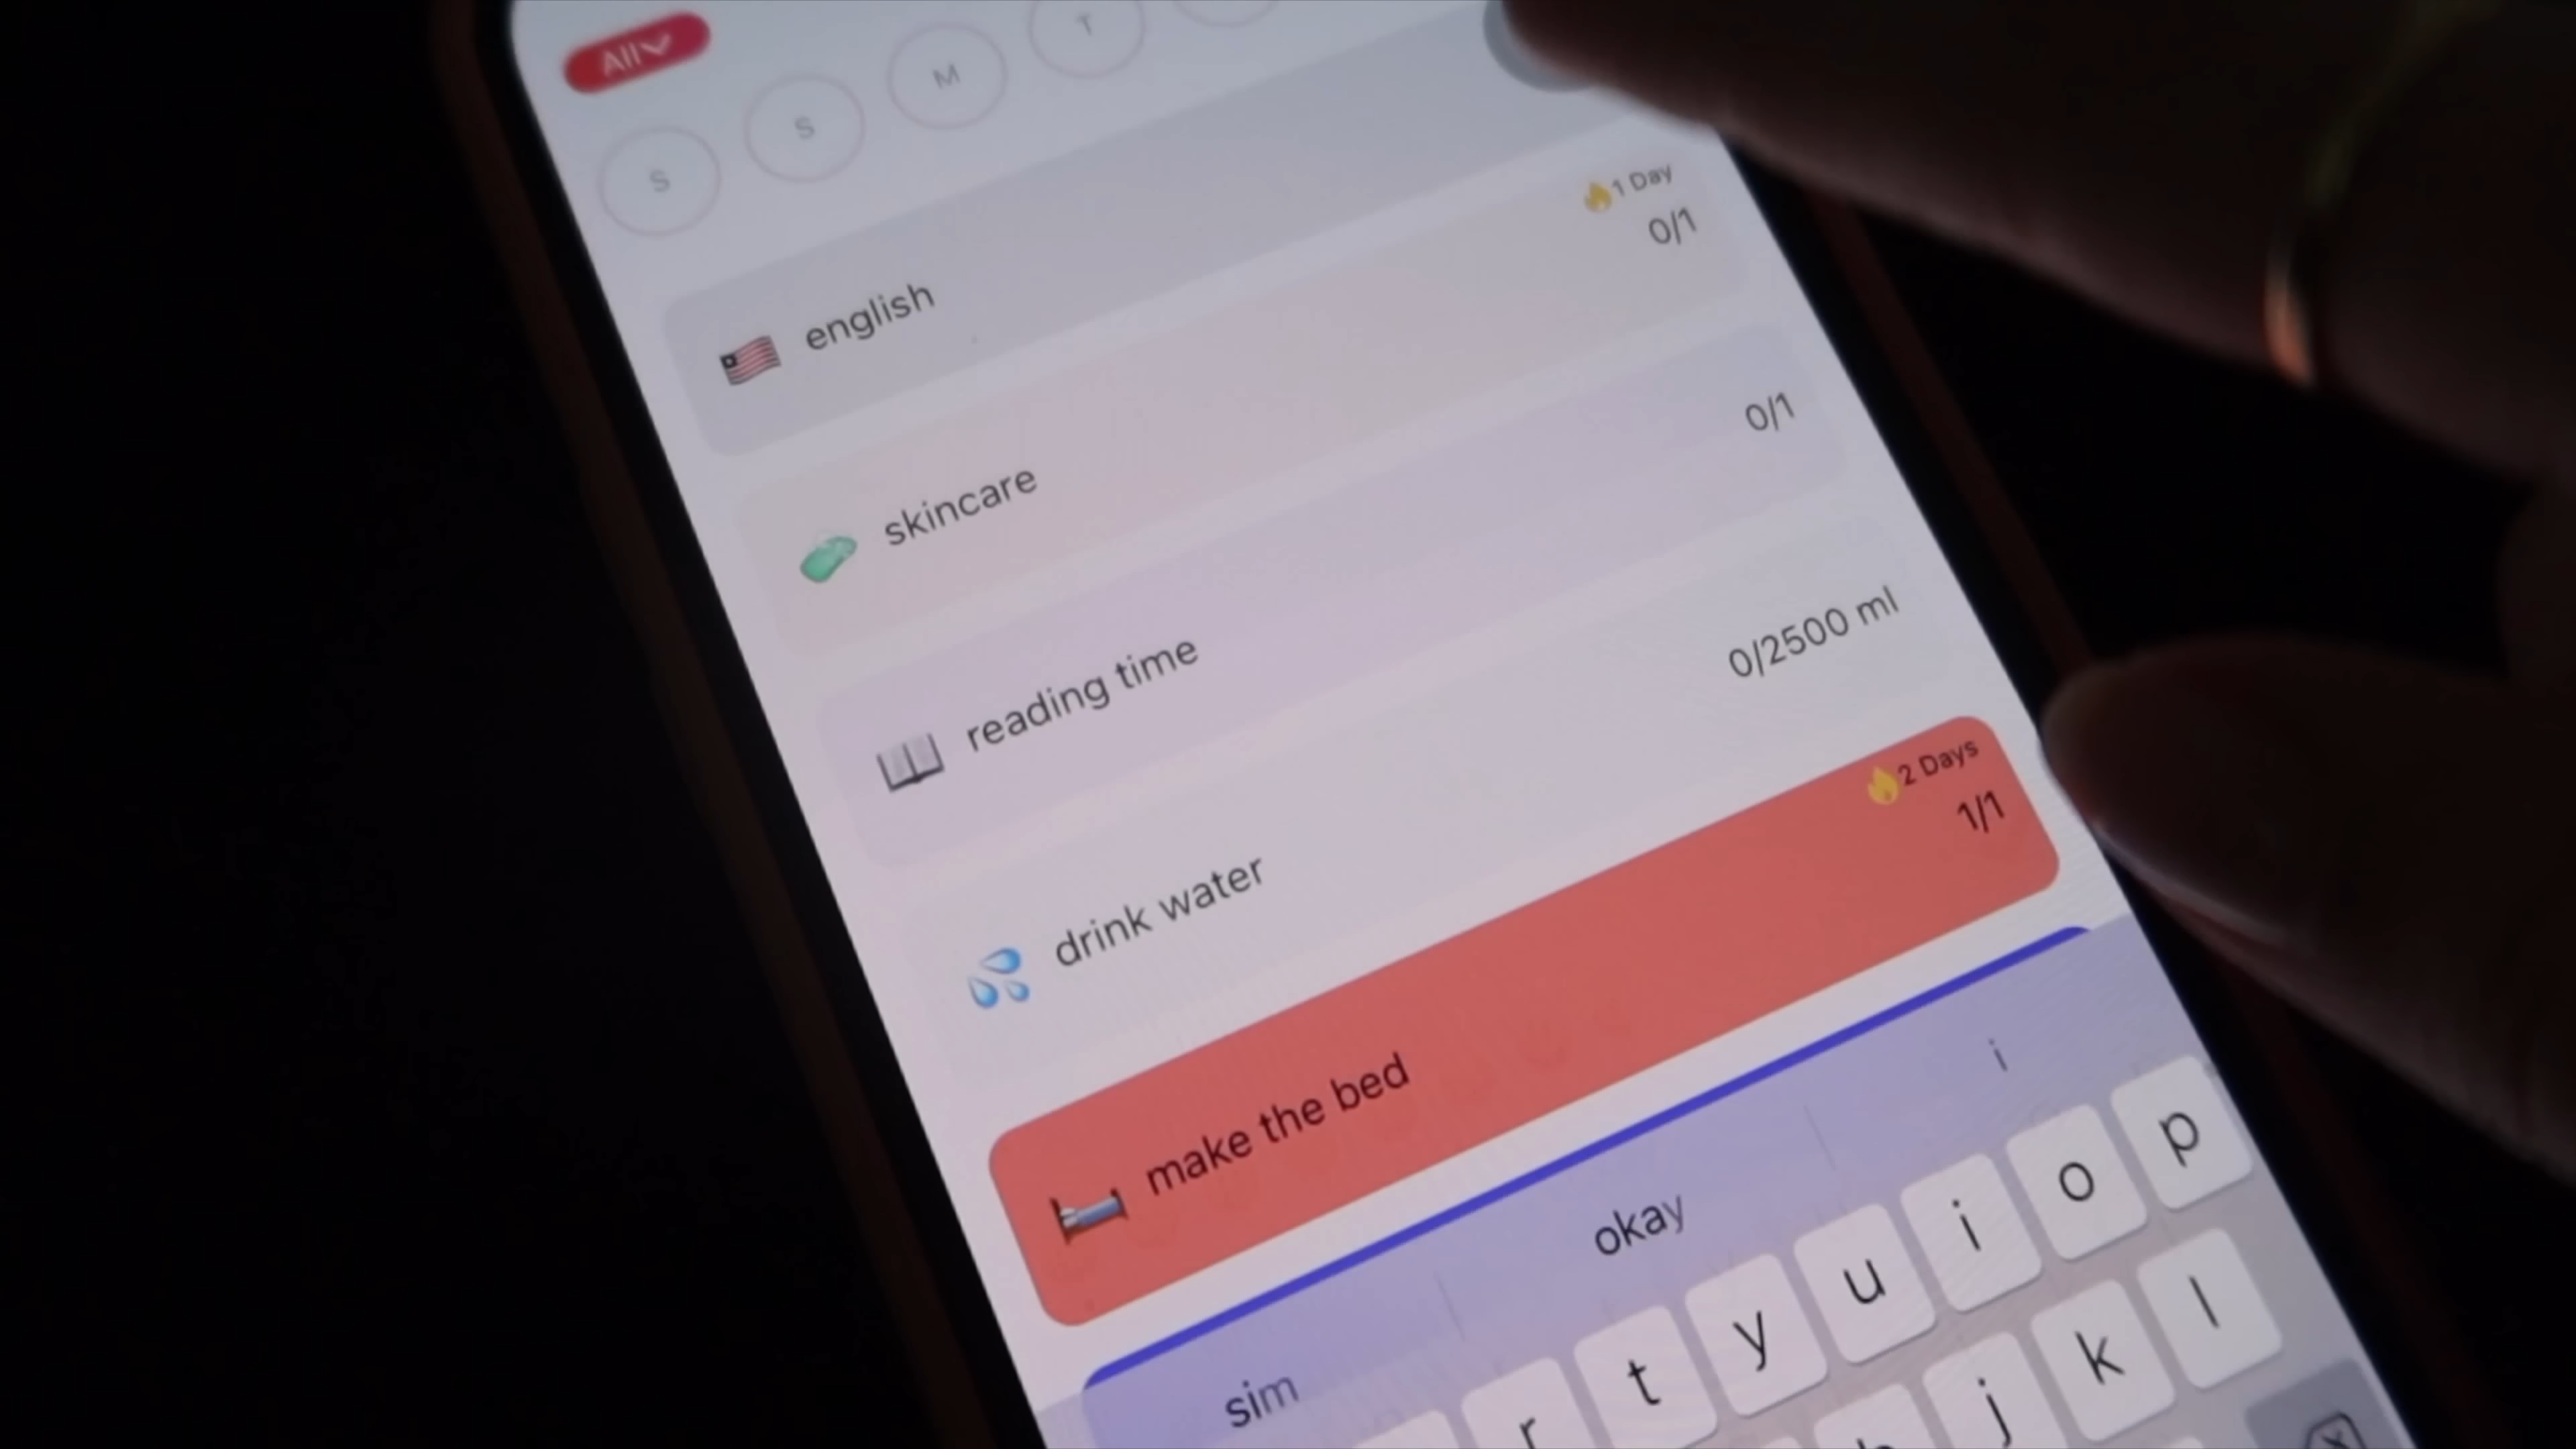 All
S S M T
english
🔥1 Day
0/1
skincare
0/1
reading time
0/2500 ml
drink water
🔥2 Days
1/1
make the bed
sim okay i
r t y u i o p
j k l